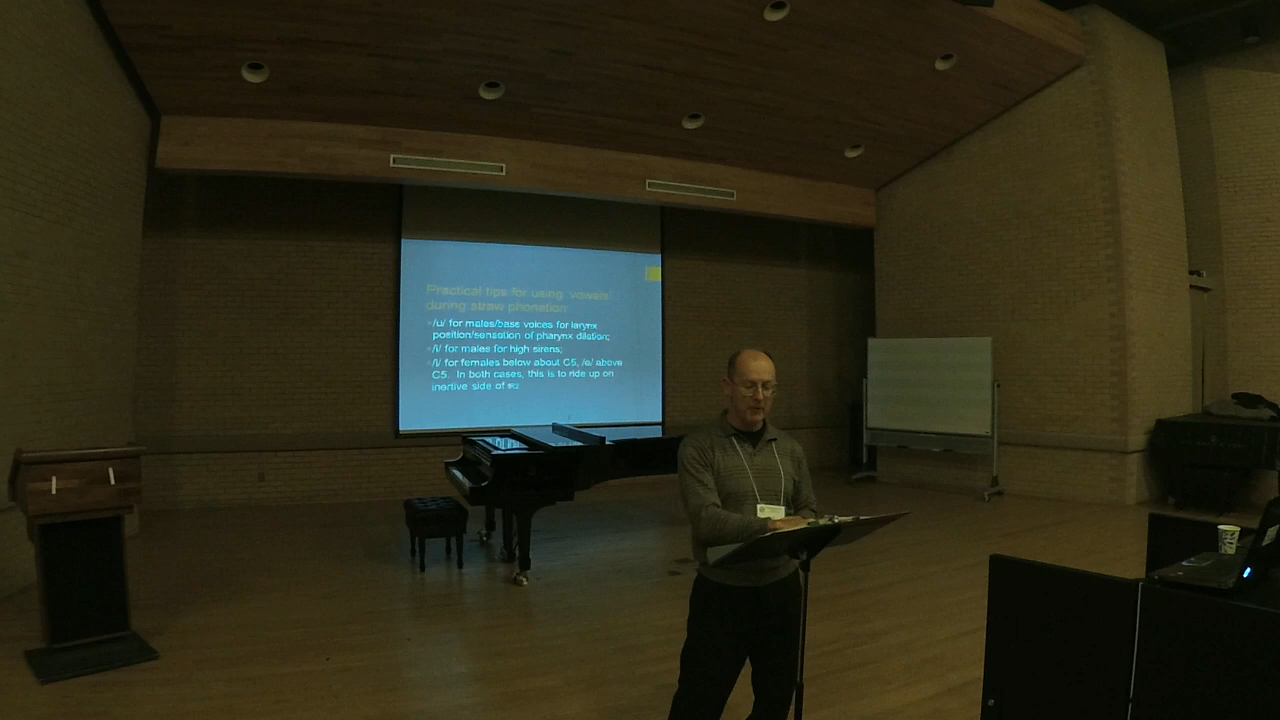 Practical tips for using 'vowels'
during straw phonation
/u/ for males/base voices for larynx
position/sensation of pharynx dilation;
/i/ for males for high sirens;
/i/ for females below about C5, /o/ above
C5. In both cases, this is to ride up on
inertive side of